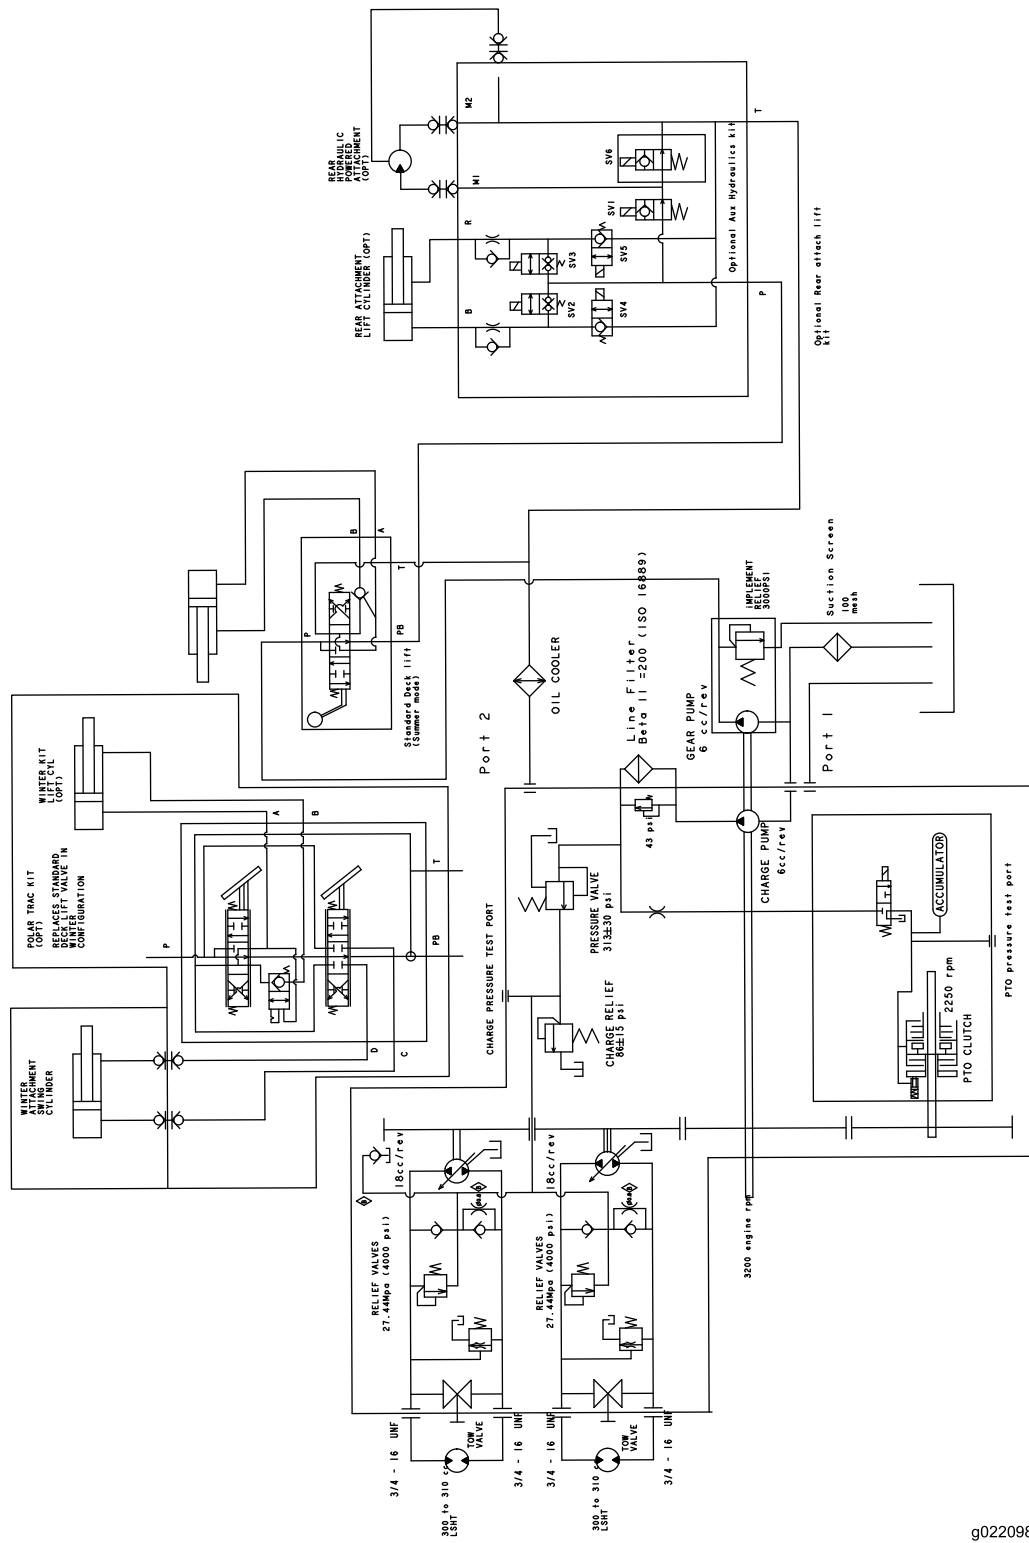 M2
T
REAR
HYDRAULIC
POWERED
ATTACHMENT
(OPT)
SV6
M1
SV1
Optional Aux Hydraulics kit
R
REAR ATTACHMENT
LIFT CYLINDER (OPT)
SV3
SV5
B
SV2
SV4
P
Optional Rear attach lift
kit
B
A
T
P
PB
Standard Deck lift
(Summer mode)
Port 2
OIL COOLER
Line Filter
Beta 11 =200 (ISO 16889)
IMPLEMENT
RELIEF
3000PSI
Suction Screen
100
mesh
GEAR PUMP
6 cc/rev
Port 1
WINTER KIT
LIFT CYL
(OPT)
A
B
POLAR TRAC KIT
(OPT)
REPLACES STANDARD
DECK LIFT VALVE IN
WINTER
CONFIGURATION
P
T
PB
D
C
WINTER
ATTACHMENT
SWING
CYLINDER
43 psi
CHARGE PUMP
6cc/rev
PRESSURE VALVE
313±30 psi
CHARGE PRESSURE TEST PORT
CHARGE RELIEF
86±15 psi
ACCUMULATOR
PTO pressure test port
2250 rpm
PTO CLUTCH
18cc/rev
18cc/rev
RELIEF VALVES
27.44Mpa (4000 psi)
RELIEF VALVES
27.44Mpa (4000 psi)
3200 engine rpm
3/4 - 16 UNF
TOW
VALVE
3/4 - 16 UNF
3/4 - 16 UNF
TOW
VALVE
3/4 - 16 UNF
300 to 310 cc
LSHT
300 to 310 c
LSHT
g022098